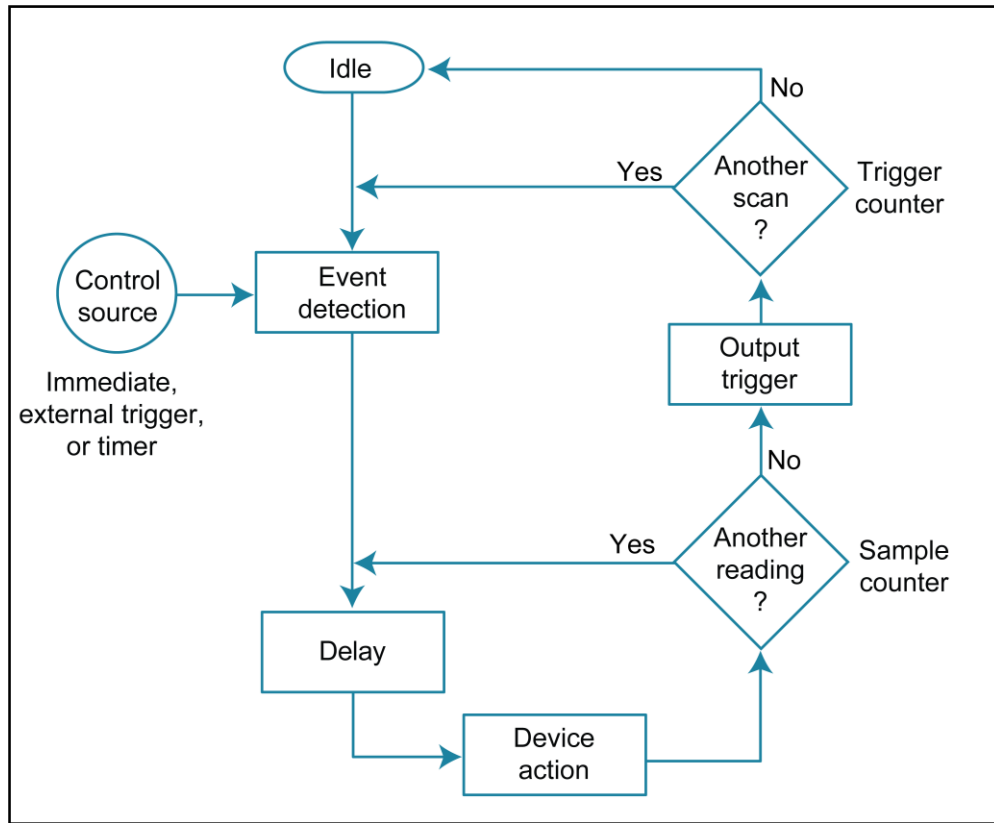 Idle
No
Yes
Another
scan
?
Trigger
counter
Control
source
Event
detection
Immediate,
external trigger,
or timer
Output
trigger
No
Yes
Another
reading
?
Sample
counter
Delay
Device
action